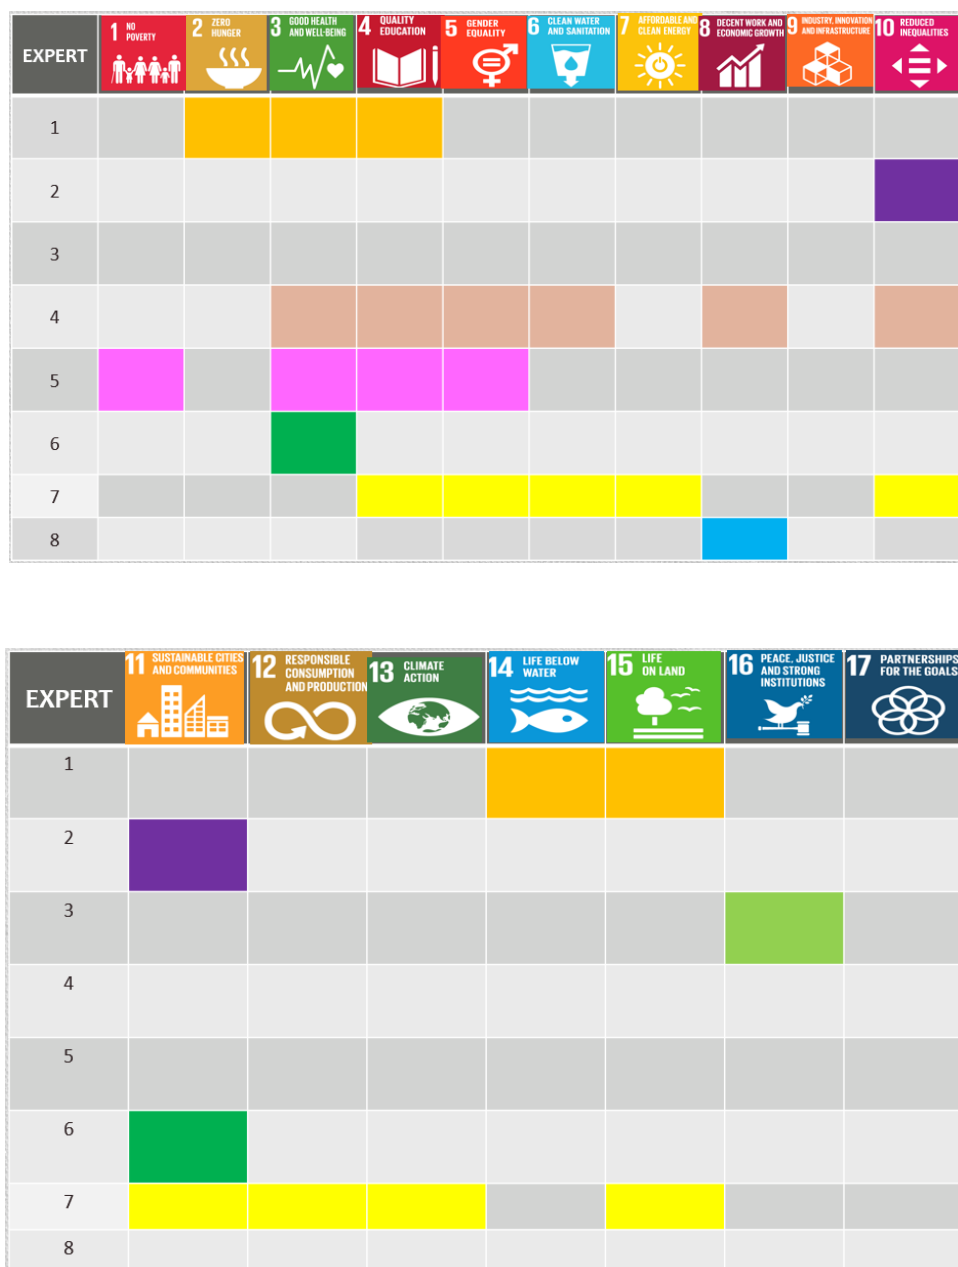 EXPERT
1 NO POVERTY
2 ZERO HUNGER
3 GOOD HEALTH AND WELL-BEING
4 QUALITY EDUCATION
5 GENDER EQUALITY
6 CLEAN WATER AND SANITATION
7 AFFORDABLE AND CLEAN ENERGY
8 DECENT WORK AND ECONOMIC GROWTH
9 INDUSTRY, INNOVATION AND INFRASTRUCTURE
10 REDUCED INEQUALITIES
1
2
3
4
5
6
7
8
EXPERT
11 SUSTAINABLE CITIES AND COMMUNITIES
12 RESPONSIBLE CONSUMPTION AND PRODUCTION
13 CLIMATE ACTION
14 LIFE BELOW WATER
15 LIFE ON LAND
16 PEACE, JUSTICE AND STRONG INSTITUTIONS
17 PARTNERSHIPS FOR THE GOALS
1
2
3
4
5
6
7
8